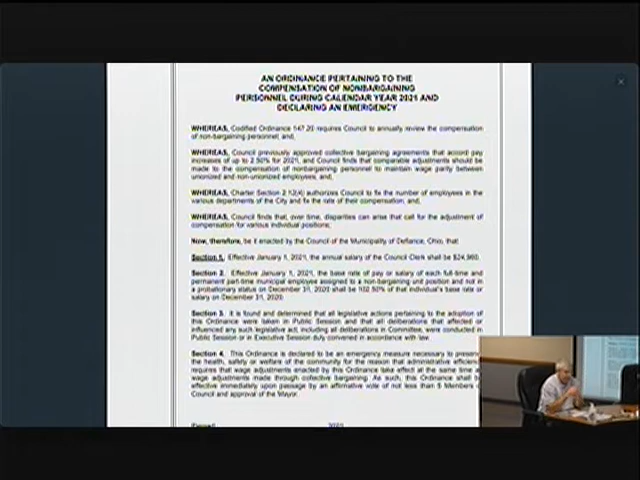 AN ORDINANCE PERTAINING TO THE
COMPENSATION OF NONBARGAINING
PERSONNEL DURING CALENDAR YEAR 2021 AND
DECLARING AN EMERGENCY
WHEREAS, Codified Ordinance 147.20 requires Council to annually review the compensation
of non-bargaining personnel; and,
WHEREAS, Council previously approved collective bargaining agreements that accord pay
increases of up to 2.50% for 2021, and Council finds that comparable adjustments should be
made to the compensation of nonbargaining personnel to maintain wage parity between
unionized and non-unionized employees, and,
WHEREAS, Charter Section 2.12(A) authorizes Council to fix the number of employees in the
various departments of the City and fix the rate of their compensation, and,
WHEREAS, Council finds that, over time, disparities can arise that call for the adjustment of
compensation for various individual positions;
Now, therefore, be it enacted by the Council of the Municipality of Defiance, Ohio, that
Section 1. Effective January 1, 2021, the annual salary of the Council Clerk shall be
Section 2. Effective January 1, 2021, the base rate of pay or salary of each full-time and
permanent part-time municipal employee assigned to a non-bargaining unit position and not in
a probationary status on December 31, 2020 shall be 102.50% of that individual's base rate or
salary on December 31, 2020.
Section 3. It is found and determined that all legislative actions pertaining to the adoption of
this Ordinance were taken in Public Session and that all deliberations that affected or
influenced any such legislative act, including all deliberations in Committee, were conducted in
Public Session or in Executive Session duly convened in accordance with law.
Section 4. This Ordinance is declared to be an emergency measure necessary to preserve
the health, safety or welfare of the community for the reason that administrative efficien
requires that wage adjustments enacted by this Ordinance take effect at the same time
wage adjustments made through collective bargaining. As such, this Ordinance shall b
effective immediately upon passage by an affirmative vote of not less than 5 Members
Council and approval of the Mayor.